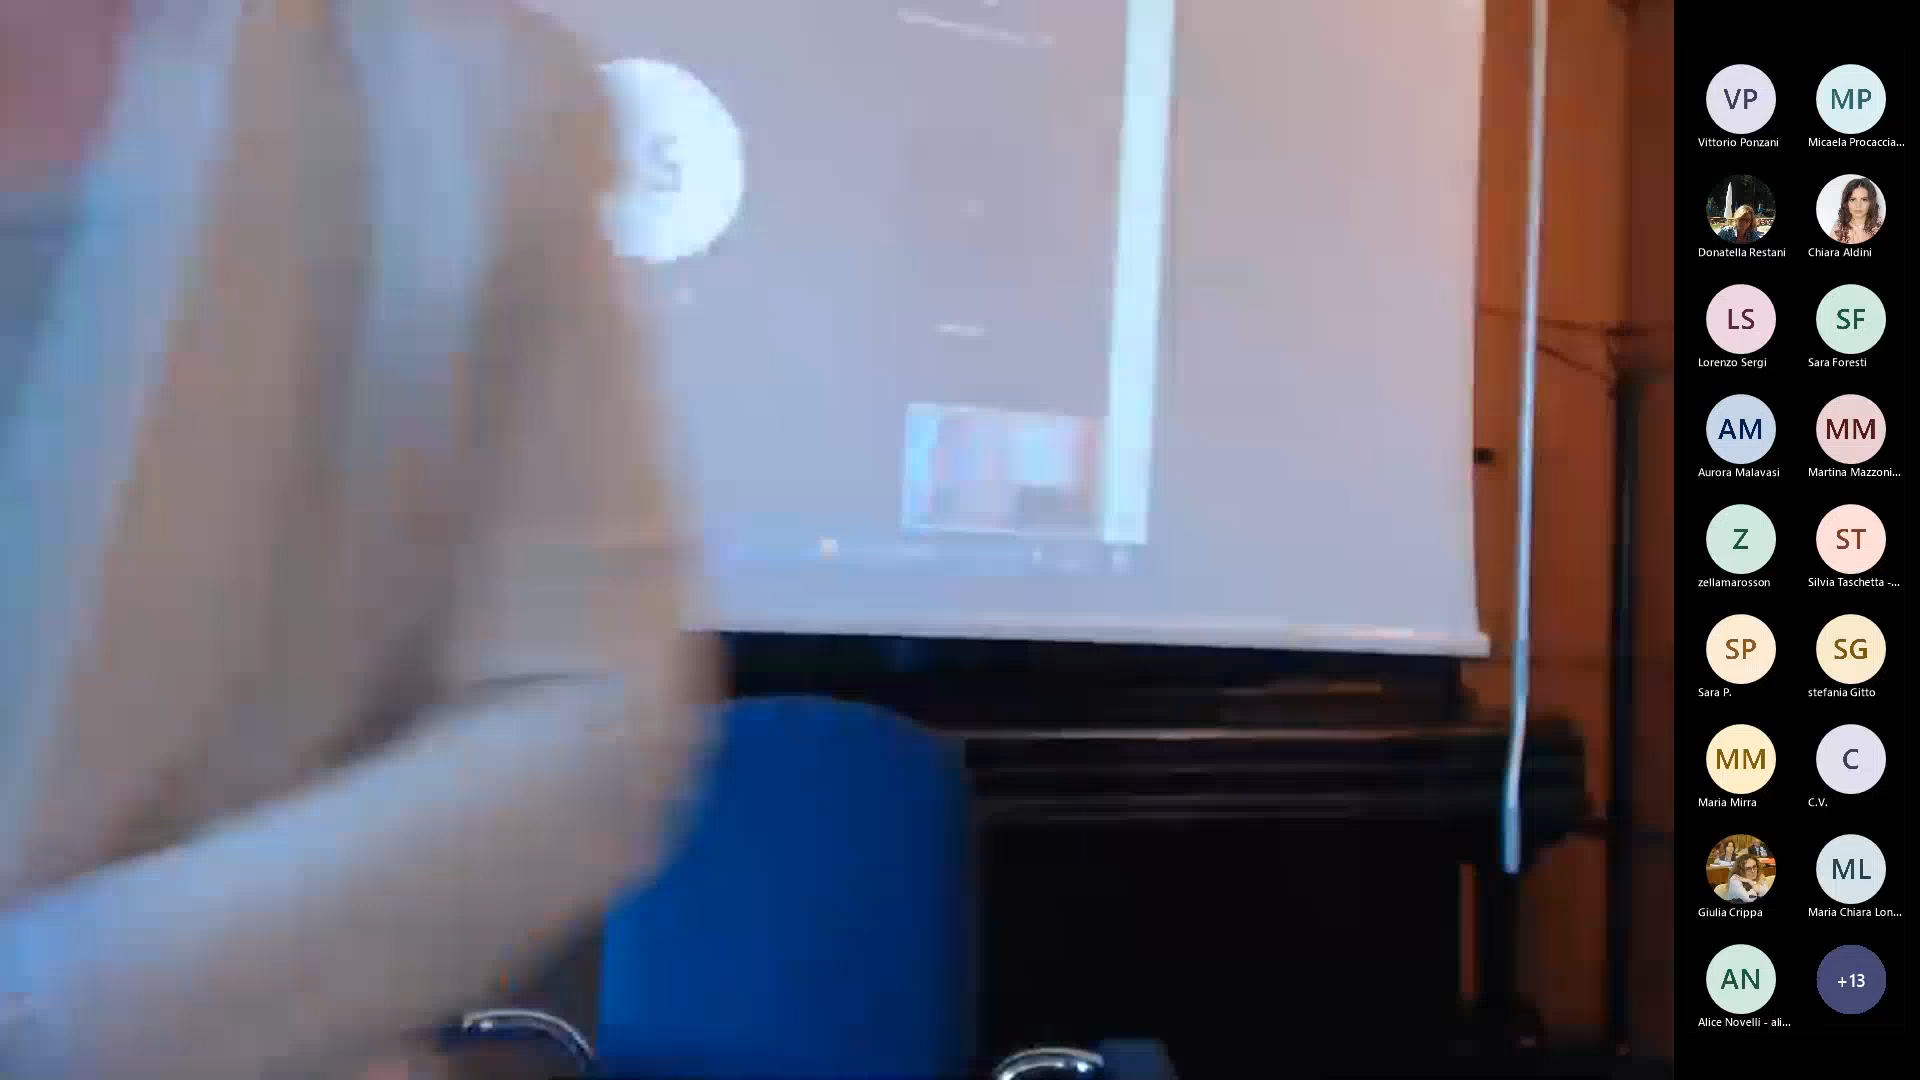 VP MP
Vittorio Ponzani Micaela Procaccia...
Donatella Restani Chiara Aldini
LS SF
Lorenzo Sergi Sara Foresti
AM MM
Aurora Malavasi Martina Mazzoni...
Z ST
zellamarosson Silvia Taschetta -...
SP SG
Sara P. stefania Gitto
MM C
Maria Mirra C.V.
ML
Giulia Crippa Maria Chiara Lon...
AN +13
Alice Novelli - ali...